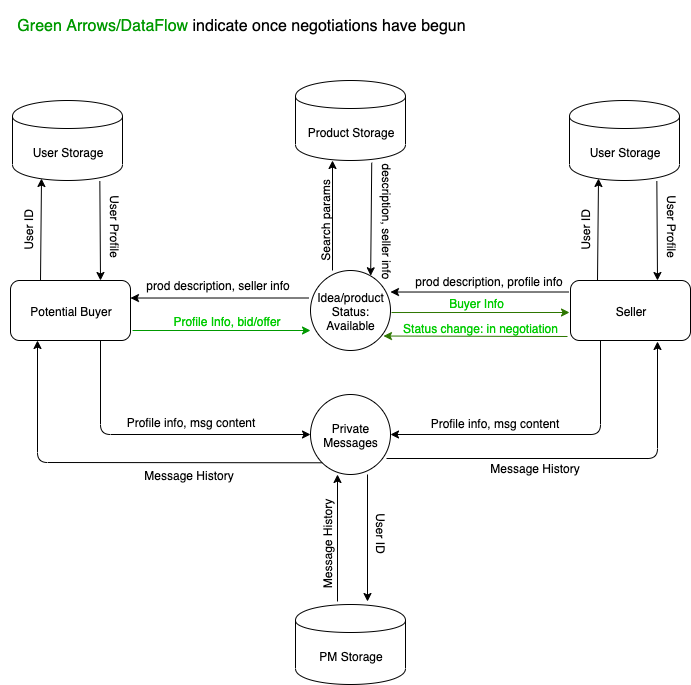 Green Arrows/DataFlow indicate once negotiations have begun
User Storage
Product Storage
User Storage
User ID
User Profile
Search params
description, seller info
User ID
User Profile
prod description, seller info
prod description, profile info
Potential Buyer
Idea/product
Status:
Available
Buyer Info
Seller
Profile Info, bid/offer
Status change: in negotiation
Profile info, msg content
Private
Messages
Profile info, msg content
Message History
Message History
Message History
User ID
PM Storage